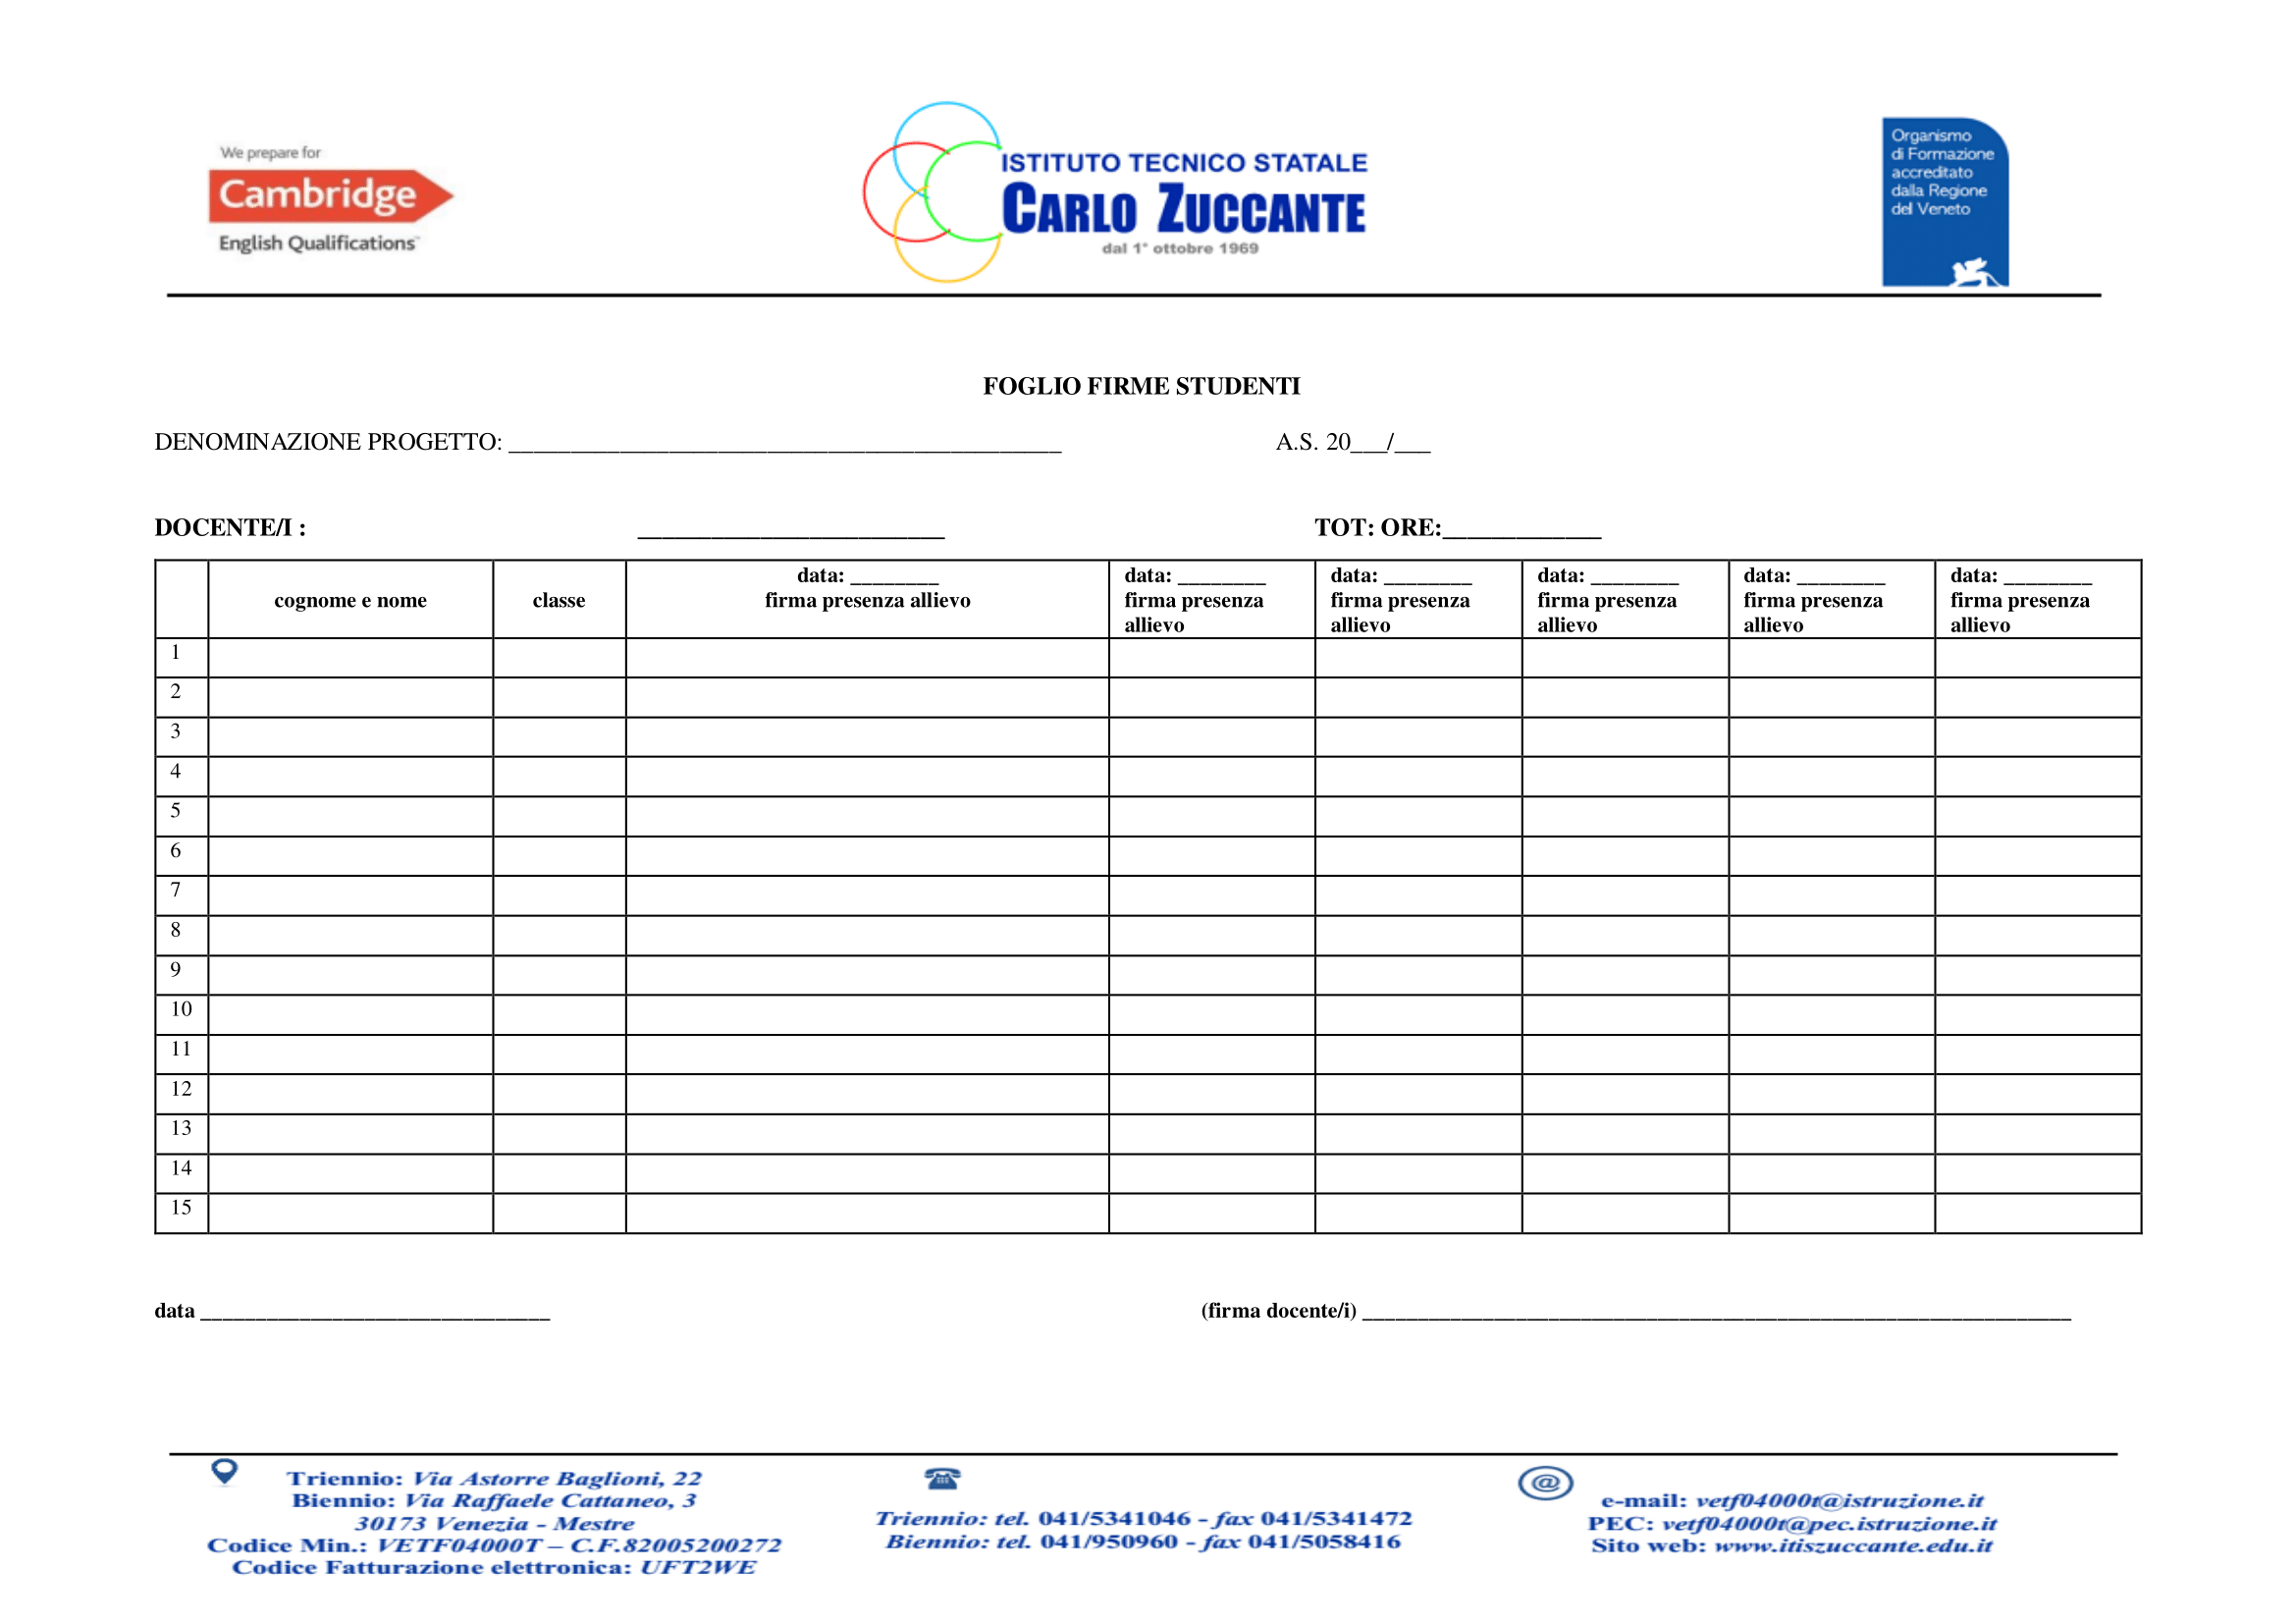 We prepare for
Cambridge
English Qualifications™
ISTITUTO TECNICO STATALE
CARLO ZUCCANTE
dal 1° ottobre 1969
Organismo
di Formazione
accreditato
dalla Regione
del Veneto
FOGLIO FIRME STUDENTI
DENOMINAZIONE PROGETTO: _____________________________________________ A.S. 20___/___
DOCENTE/I : _________________________ TOT: ORE:_____________
cognome e nome
classe
data: ________
firma presenza allievo
data: ________
firma presenza
allievo
data: ________
firma presenza
allievo
data: ________
firma presenza
allievo
data: ________
firma presenza
allievo
data: ________
firma presenza
allievo
1
2
3
4
5
6
7
8
9
10
11
12
13
14
15
data ________________________________ (firma docente/i) _________________________________________________________________
Triennio: Via Astorre Baglioni, 22
Biennio: Via Raffaele Cattaneo, 3
30173 Venezia - Mestre
Codice Min.: VETF04000T – C.F.82005200272
Codice Fatturazione elettronica: UFT2WE
Triennio: tel. 041/5341046 - fax 041/5341472
Biennio: tel. 041/950960 - fax 041/5058416
@
e-mail: vetf04000t@istruzione.it
PEC: vetf04000t@pec.istruzione.it
Sito web: www.itiszuccante.edu.it